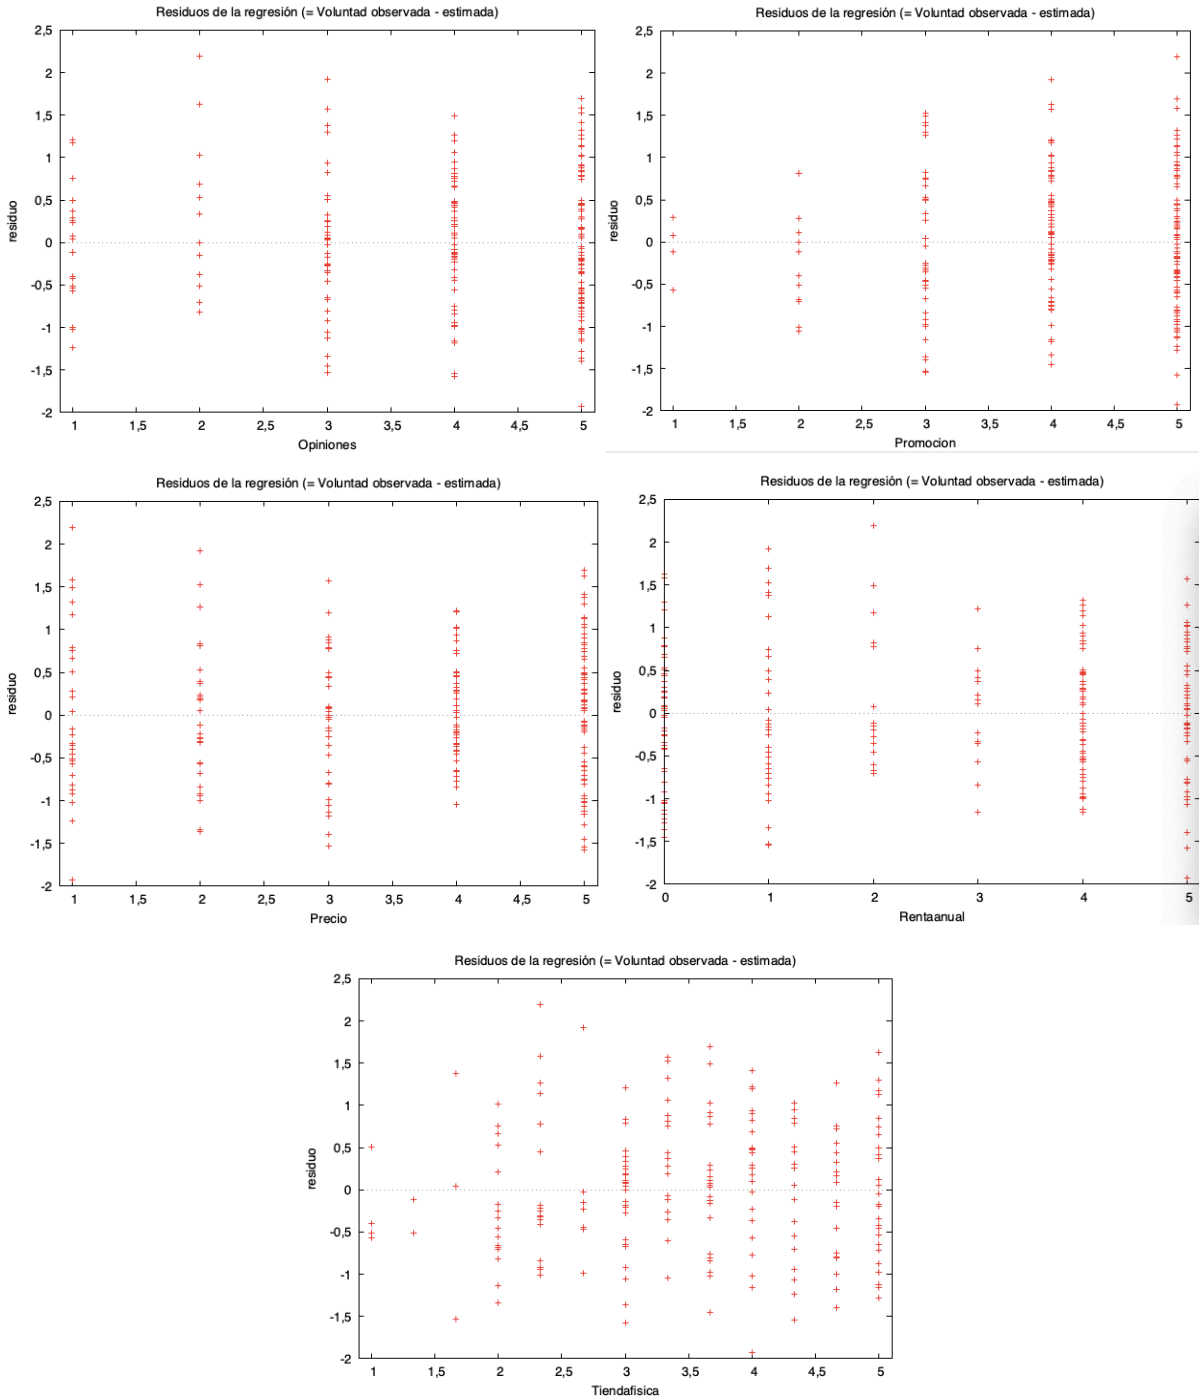 Residuos de la regresión (= Voluntad observada - estimada)
2,5
2
1,5
1
0,5
0
-0,5
-1
-1,5
-2
residuo
1 1,5 2 2,5 3 3,5 4 4,5 5
Opiniones
Residuos de la regresión (= Voluntad observada - estimada)
2,5
2
1,5
1
0,5
0
-0,5
-1
-1,5
-2
residuo
1 1,5 2 2,5 3 3,5 4 4,5 5
Promocion
Residuos de la regresión (= Voluntad observada - estimada)
2,5
2
1,5
1
0,5
0
-0,5
-1
-1,5
-2
residuo
1 1,5 2 2,5 3 3,5 4 4,5 5
Precio
Residuos de la regresión (= Voluntad observada - estimada)
2,5
2
1,5
1
0,5
0
-0,5
-1
-1,5
-2
residuo
0 1 2 3 4 5
Rentaanual
Residuos de la regresión (= Voluntad observada - estimada)
2,5
2
1,5
1
0,5
0
-0,5
-1
-1,5
-2
residuo
1 1,5 2 2,5 3 3,5 4 4,5 5
Tiendafisica